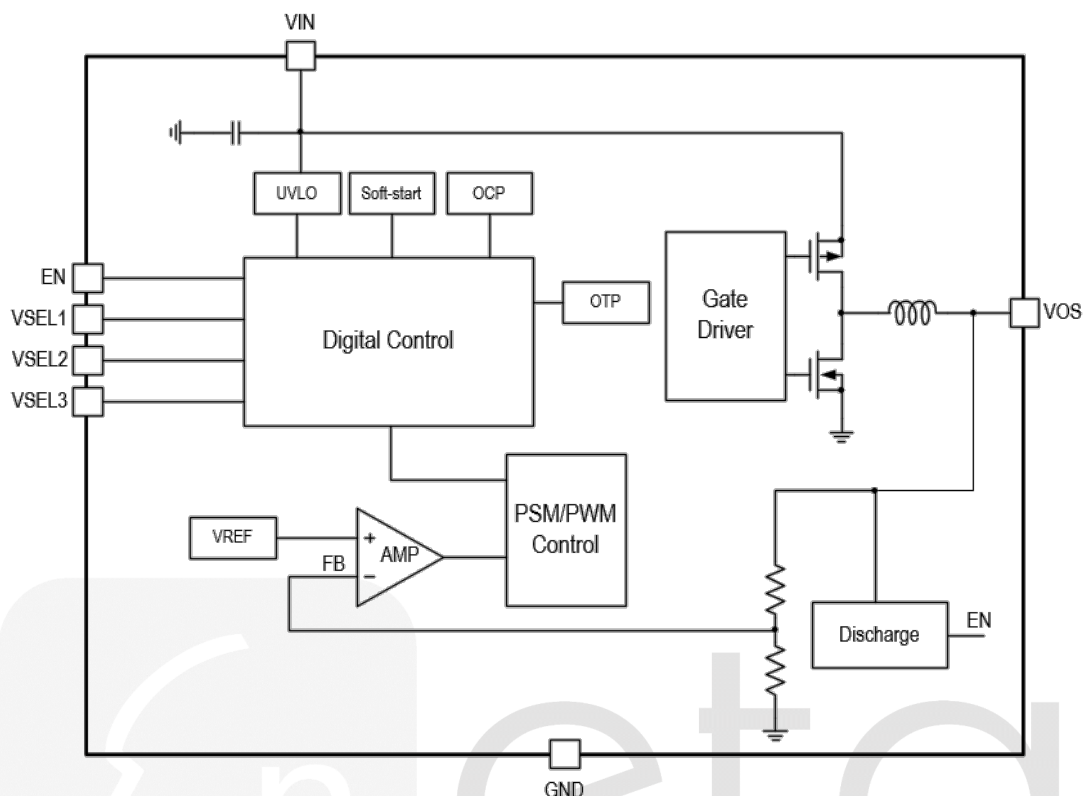 VIN
UVLO
Soft-start
OCP
EN
VSEL1
VSEL2
VSEL3
Digital Control
OTP
Gate
Driver
VOS
VREF
FB
+
AMP
−
PSM/PWM
Control
Discharge
EN
GND
eta